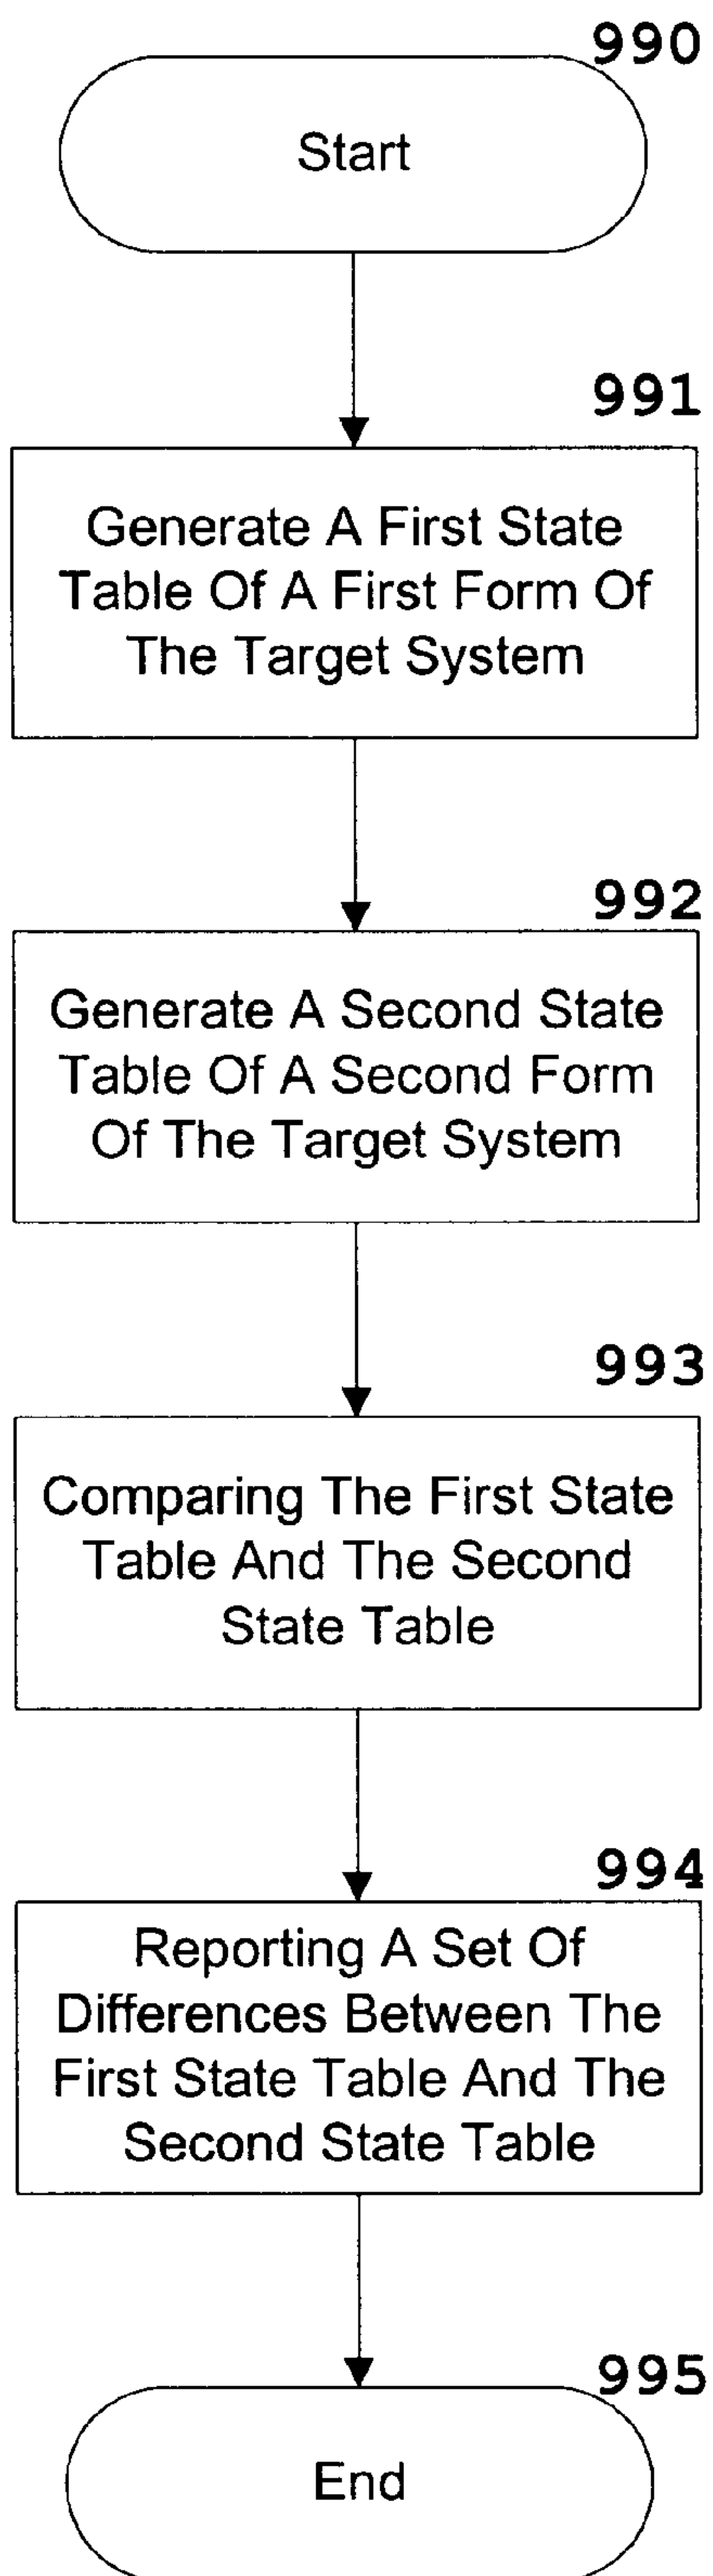 990
Start
991
Generate A First State
Table Of A First Form Of
The Target System
992
Generate A Second State
Table Of A Second Form
Of The Target System
993
Comparing The First State
Table And The Second
State Table
994
Reporting A Set Of
Differences Between The
First State Table And The
Second State Table
995
End